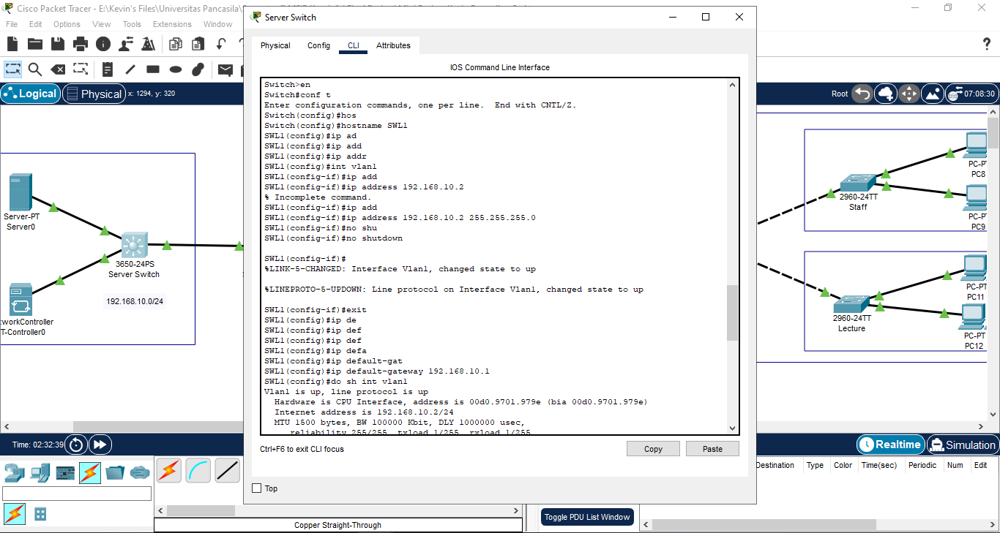 Cisco Packet Tracer - E:\Kevin's Files\Universitas Pancasila\
File Edit Options View Tools Extensions Window
Logical
Physical
x: 1294, y: 320
Root
07:08:30
Server Switch
Physical Config CLI Attributes
IOS Command Line Interface
Switch>en
Switch#conf t
Enter configuration commands, one per line.  End with CNTL/Z.
Switch(config)#hos
Switch(config)#hostname SWL1
SWL1(config)#ip ad
SWL1(config)#ip add
SWL1(config)#ip addr
SWL1(config)#int vlan1
SWL1(config-if)#ip add
SWL1(config-if)#ip address 192.168.10.2
% Incomplete command.
SWL1(config-if)#ip add
SWL1(config-if)#ip address 192.168.10.2 255.255.255.0
SWL1(config-if)#no shu
SWL1(config-if)#no shutdown
SWL1(config-if)#
%LINK-5-CHANGED: Interface Vlan1, changed state to up
%LINEPROTO-5-UPDOWN: Line protocol on Interface Vlan1, changed state to up
SWL1(config-if)#exit
SWL1(config)#ip de
SWL1(config)#ip def
SWL1(config)#ip def
SWL1(config)#ip defa
SWL1(config)#ip default-gat
SWL1(config)#ip default-gateway 192.168.10.1
SWL1(config)#do sh int vlan1
Vlan1 is up, line protocol is up
Hardware is CPU Interface, address is 00d0.9701.979e (bia 00d0.9701.979e)
Internet address is 192.168.10.2/24
MTU 1500 bytes, BW 100000 Kbit, DLY 1000000 usec,
reliability 255/255, txload 1/255, rxload 1/255
Ctrl+F6 to exit CLI focus
Copy
Paste
Top
Server-PT
Server0
3650-24PS
Server Switch
192.168.10.0/24
tworkController
T-Controller0
2960-24TT
Staff
PC-PT
PC8
PC-PT
PC9
2960-24TT
Lecture
PC-PT
PC11
PC-PT
PC12
Time: 02:32:39
Realtime
Simulation
Copper Straight-Through
Toggle PDU List Window
Destination Type Color Time(sec) Periodic Num Edit